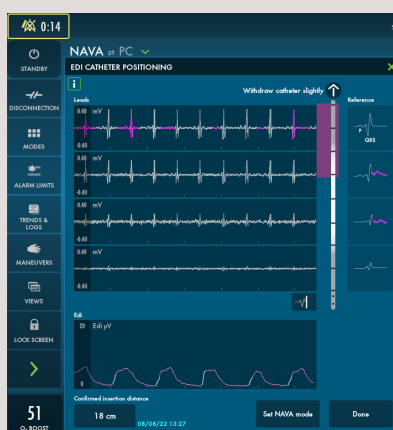 0:14
NAVA ⇄ PC
STANDBY
EDI CATHETER POSITIONING
i
Withdraw catheter slightly
Leads
Reference
0.40 mV
-0.40
P
QRS
DISCONNECTION
MODES
0.40 mV
-0.40
ALARM LIMITS
0.40 mV
-0.40
TRENDS &
LOGS
0.40 mV
-0.40
MANEUVERS
VIEWS
Edi
20 Edi µV
0
LOCK SCREEN
Confirmed insertion distance
18 cm
08/08/22 13:27
Set NAVA mode
Done
51
O₂ BOOST